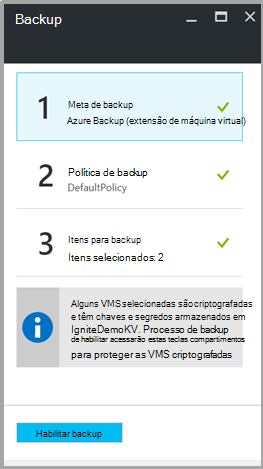 Backup
1
Meta de backup
Azure Backup (extensão de máquina virtual)
2
Política de backup
DefaultPolicy
3
Itens para backup
Itens selecionados: 2
Alguns VMS selecionadas são criptografadas
e têm chaves e segredos armazenados em
IgniteDemoKV. Processo de backup
de habilitar acessarão estas teclas compartimentos
para proteger as VMS criptografadas
Habilitar backup